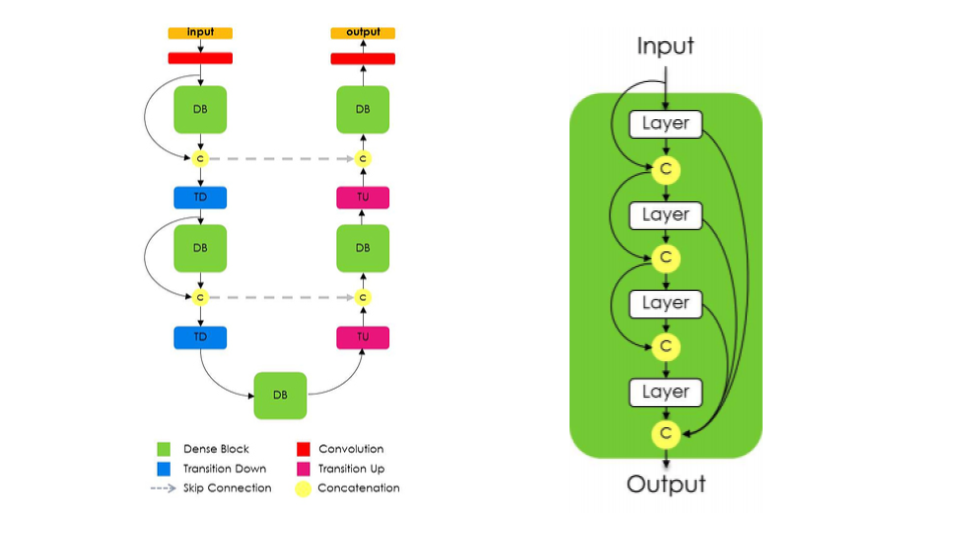 input
output
DB
DB
C
C
TD
TU
DB
DB
C
C
TD
TU
DB
Dense Block
Convolution
Transition Down
Transition Up
Skip Connection
Concatenation
Input
Layer
C
Layer
C
Layer
C
Layer
C
Output